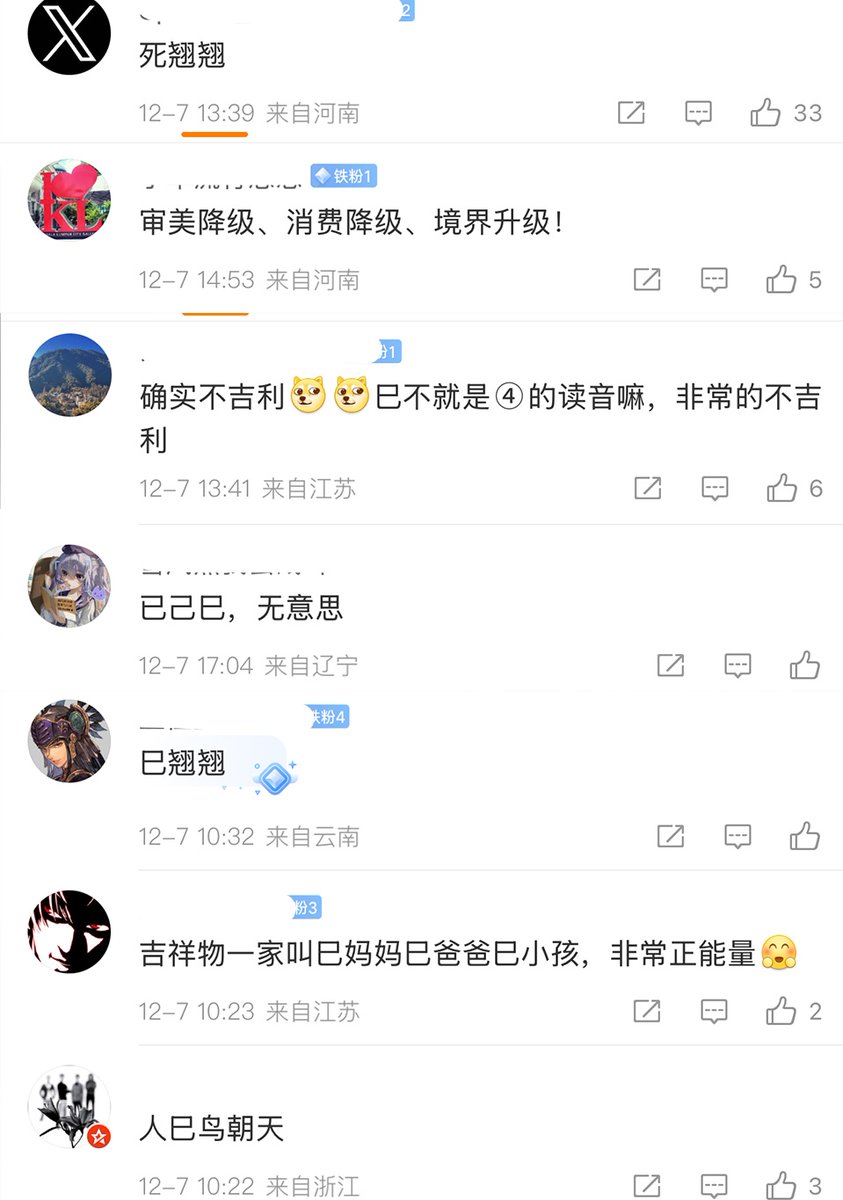 2
死翘翘
12-7 13:39 来自河南
33
铁粉1
审美降级、消费降级、境界升级！
12-7 14:53 来自河南
5
粉1
确实不吉利巳不就是④的读音嘛，非常的不吉
利
12-7 13:41 来自江苏
6
已己巳，无意思
12-7 17:04 来自辽宁
铁粉4
巳翘翘
12-7 10:32 来自云南
粉3
吉祥物一家叫巳妈妈巳爸爸巳小孩，非常正能量
12-7 10:23 来自江苏
2
人巳鸟朝天
12-7 10:22 来自浙江
3